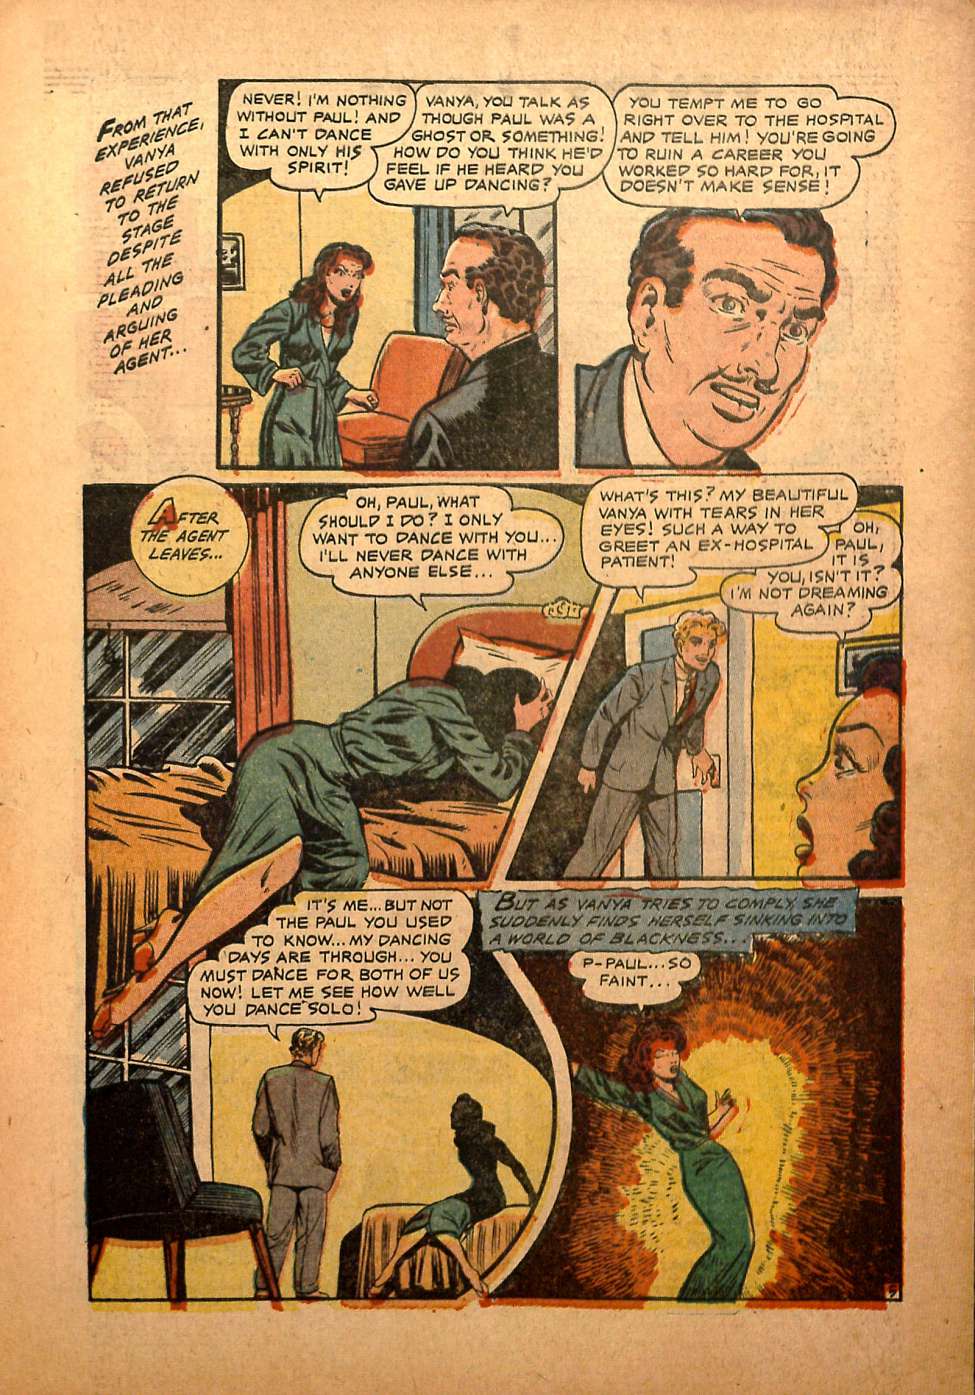 FROM THAT
EXPERIENCE,
VANYA
REFUSED
TO RETURN
TO THE
STAGE
DESPITE
ALL THE
PLEADING
AND
ARGUING
OF HER
AGENT...
NEVER! I'M NOTHING
WITHOUT PAUL! AND
I CAN'T DANCE
WITH ONLY HIS
SPIRIT!
VANYA, YOU TALK AS
THOUGH PAUL WAS A
GHOST OR SOMETHING!
HOW DO YOU THINK HE'D
FEEL IF HE HEARD YOU
GAVE UP DANCING?
YOU TEMPT ME TO GO
RIGHT OVER TO THE HOSPITAL
AND TELL HIM! YOU'RE GOING
TO RUIN A CAREER YOU
WORKED SO HARD FOR, IT
DOESN'T MAKE SENSE!
AFTER
THE AGENT
LEAVES...
OH, PAUL, WHAT
SHOULD I DO? I ONLY
WANT TO DANCE WITH YOU...
I'LL NEVER DANCE WITH
ANYONE ELSE...
WHAT'S THIS? MY BEAUTIFUL
VANYA WITH TEARS IN HER
EYES! SUCH A WAY TO
GREET AN EX-HOSPITAL
PATIENT!
OH,
PAUL,
IT IS
YOU, ISN'T IT?
I'M NOT DREAMING
AGAIN?
IT'S ME... BUT NOT
THE PAUL YOU USED
TO KNOW... MY DANCING
DAYS ARE THROUGH... YOU
MUST DANCE FOR BOTH OF US
NOW! LET ME SEE HOW WELL
YOU DANCE SOLO!
BUT AS VANYA TRIES TO COMPLY, SHE
SUDDENLY FINDS HERSELF SINKING INTO
A WORLD OF BLACKNESS...
P-PAUL... SO
FAINT...